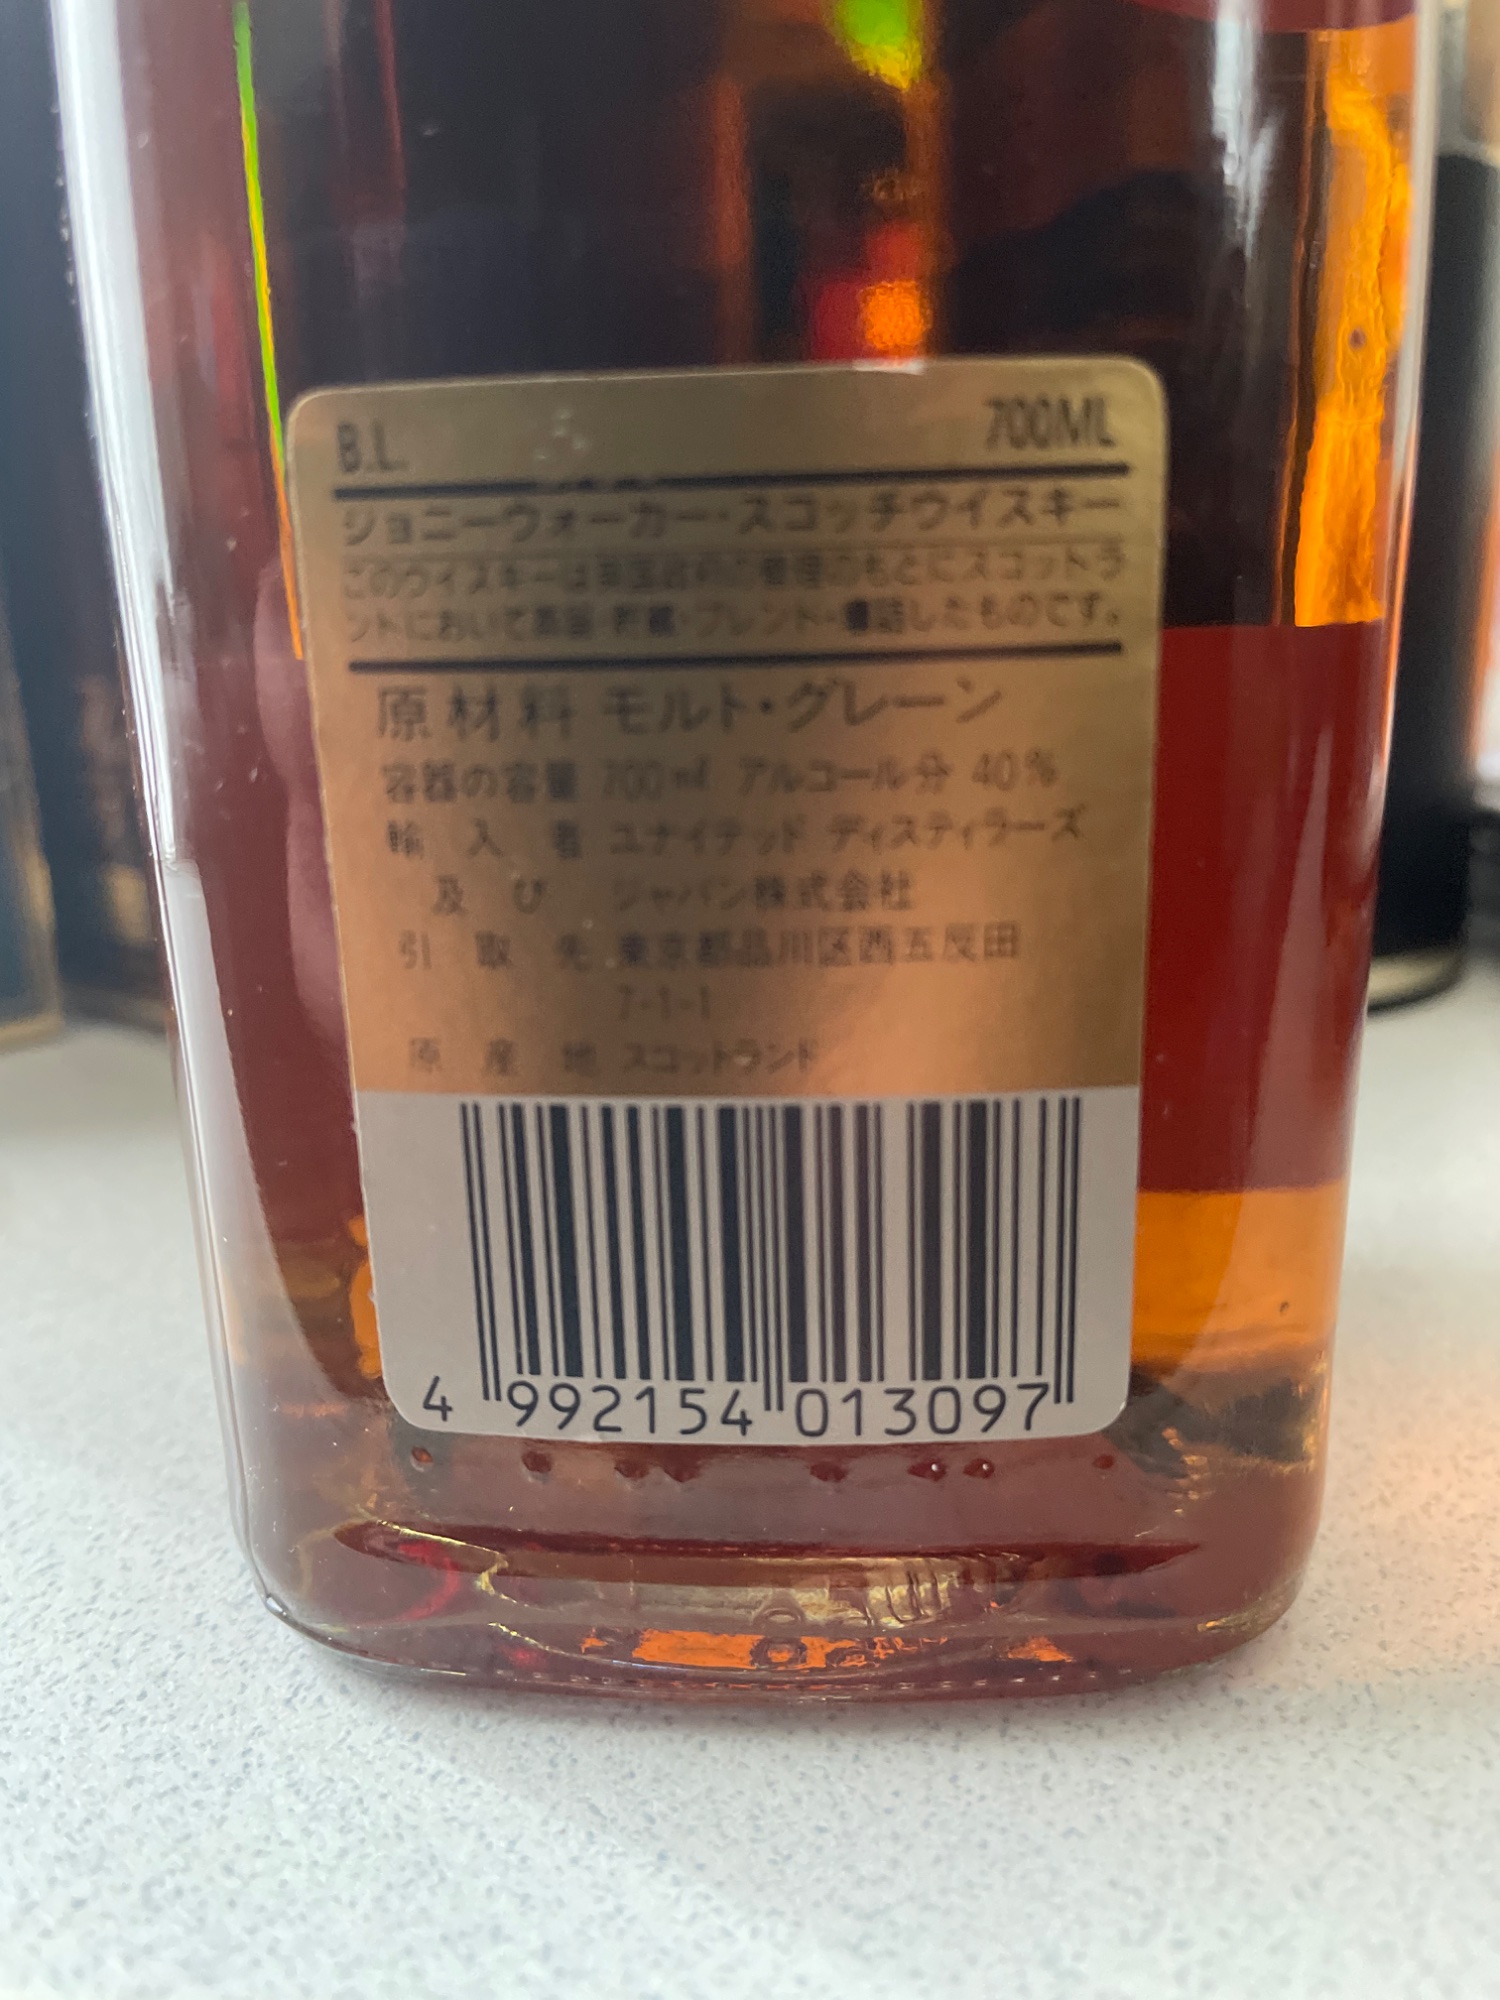 B.L. 700ML
ジョニーウォーカー・スコッチウイスキー
このウイスキーは英国政府の管理のもとにスコットラ
ンドにおいて蒸溜・貯蔵・ブレンド・罎詰したものです。
原材料 モルト・グレーン
容器の容量 700ml アルコール分 40%
輸入者 ユナイテッド ディスティラーズ
及び ジャパン株式会社
引取先 東京都品川区西五反田
7-1-1
原産地 スコットランド
4 992154 013097